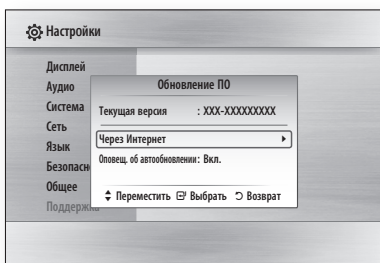 Настройки
Дисплей
Аудио
Система
Сеть
Язык
Безопасн
Общее
Поддержка
Обновление ПО
Текущая версия : XXX-XXXXXXXXX
Через Интернет
Оповещ. об автообновлении : Вкл.
Переместить Выбрать Возврат